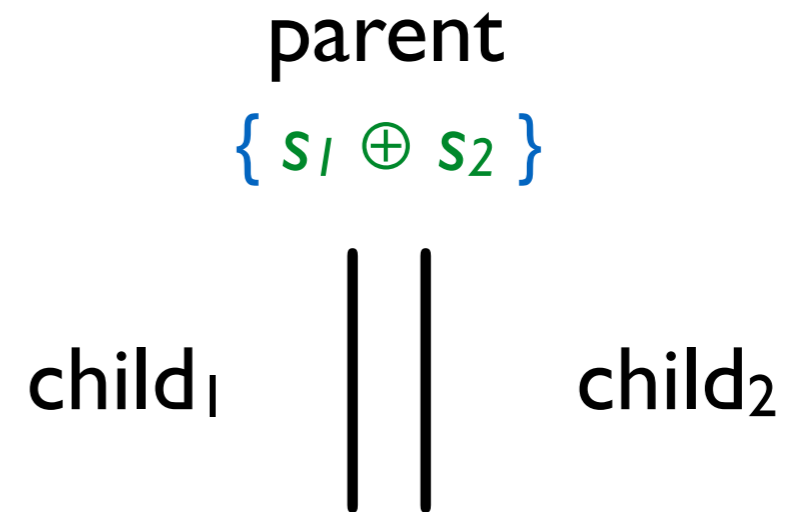 parent
{ s₁ ⊕ s₂ }
child₁ child₂